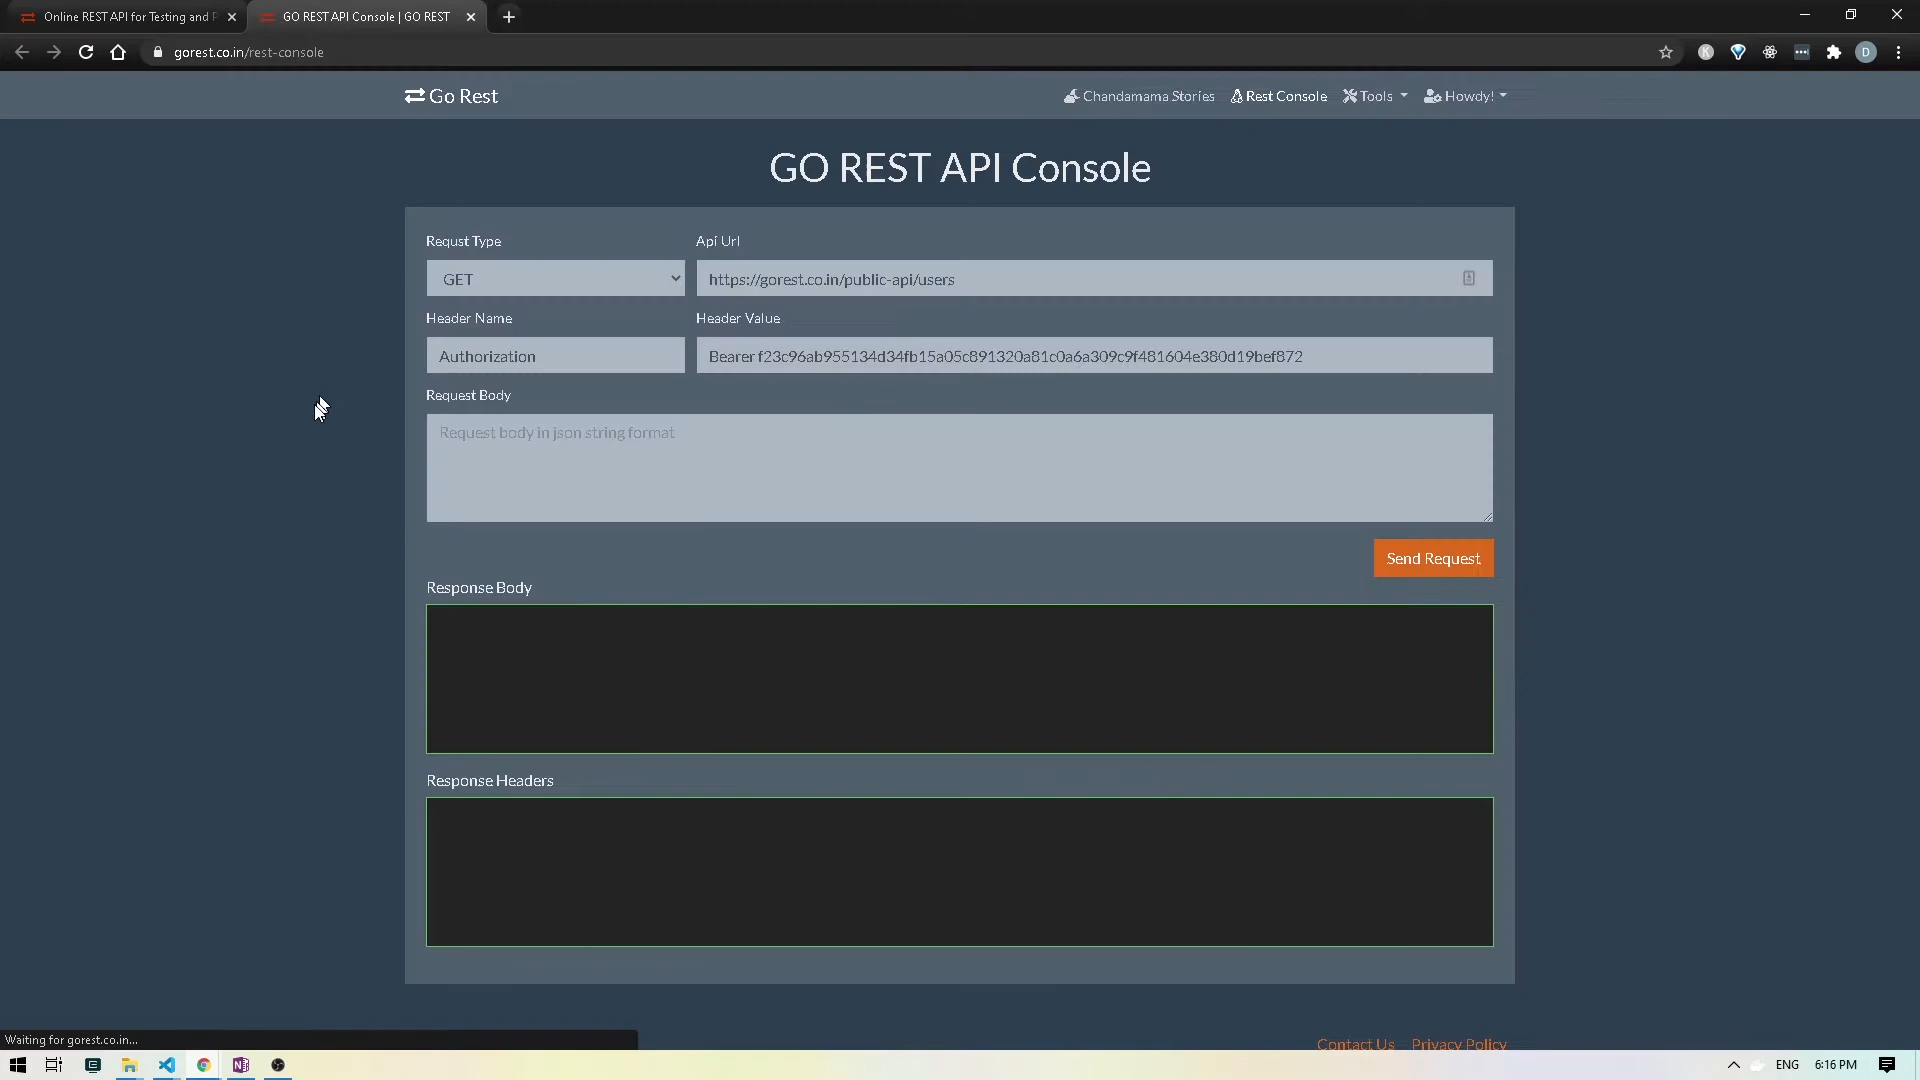 Online REST API for Testing and P
GO REST API Console | GO REST
gorest.co.in/rest-console
K
D
Go Rest
Chandamama Stories
Rest Console
Tools
Howdy!
GO REST API Console
Requst Type
Api Url
GET
https://gorest.co.in/public-api/users
Header Name
Header Value
Authorization
Bearer f23c96ab955134d34fb15a05c891320a81c0a6a309c9f481604e380d19bef872
Request Body
Request body in json string format
Send Request
Response Body
Response Headers
Waiting for gorest.co.in...
Contact Us
Privacy Policy
ENG
6:16 PM